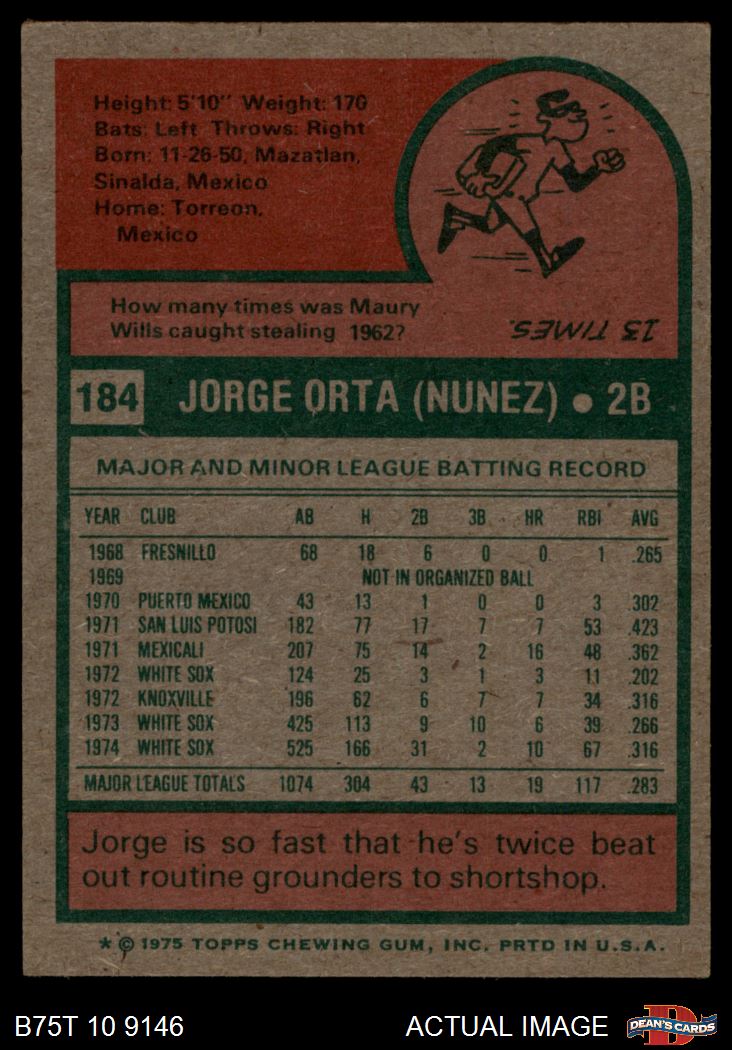 Height: 5'10" Weight: 170
Bats: Left Throws: Right
Born: 11-26-50, Mazatlan,
Sinalda, Mexico
Home: Torreon,
Mexico
How many times was Maury
Wills caught stealing 1962?
13 TIMES.
184 JORGE ORTA (NUNEZ) • 2B
MAJOR AND MINOR LEAGUE BATTING RECORD
YEAR CLUB AB H 2B 3B HR RBI AVG
1968 FRESNILLO 68 18 6 0 0 1 .265
1969 NOT IN ORGANIZED BALL
1970 PUERTO MEXICO 43 13 1 0 0 3 .302
1971 SAN LUIS POTOSI 182 77 17 7 7 53 .423
1971 MEXICALI 207 75 14 2 16 48 .362
1972 WHITE SOX 124 25 3 1 3 11 .202
1972 KNOXVILLE 196 62 6 7 7 34 .316
1973 WHITE SOX 425 113 9 10 6 39 .266
1974 WHITE SOX 525 166 31 2 10 67 .316
MAJOR LEAGUE TOTALS 1074 304 43 13 19 117 .283
Jorge is so fast that he's twice beat
out routine grounders to shortshop.
* © 1975 TOPPS CHEWING GUM, INC. PRTD IN U.S.A.
B75T 10 9146 ACTUAL IMAGE DEAN'S CARDS